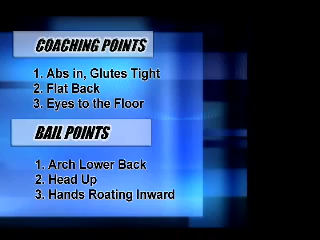 COACHING POINTS
1. Abs in, Glutes Tight
2. Flat Back
3. Eyes to the Floor
BAIL POINTS
1. Arch Lower Back
2. Head Up
3. Hands Roating Inward